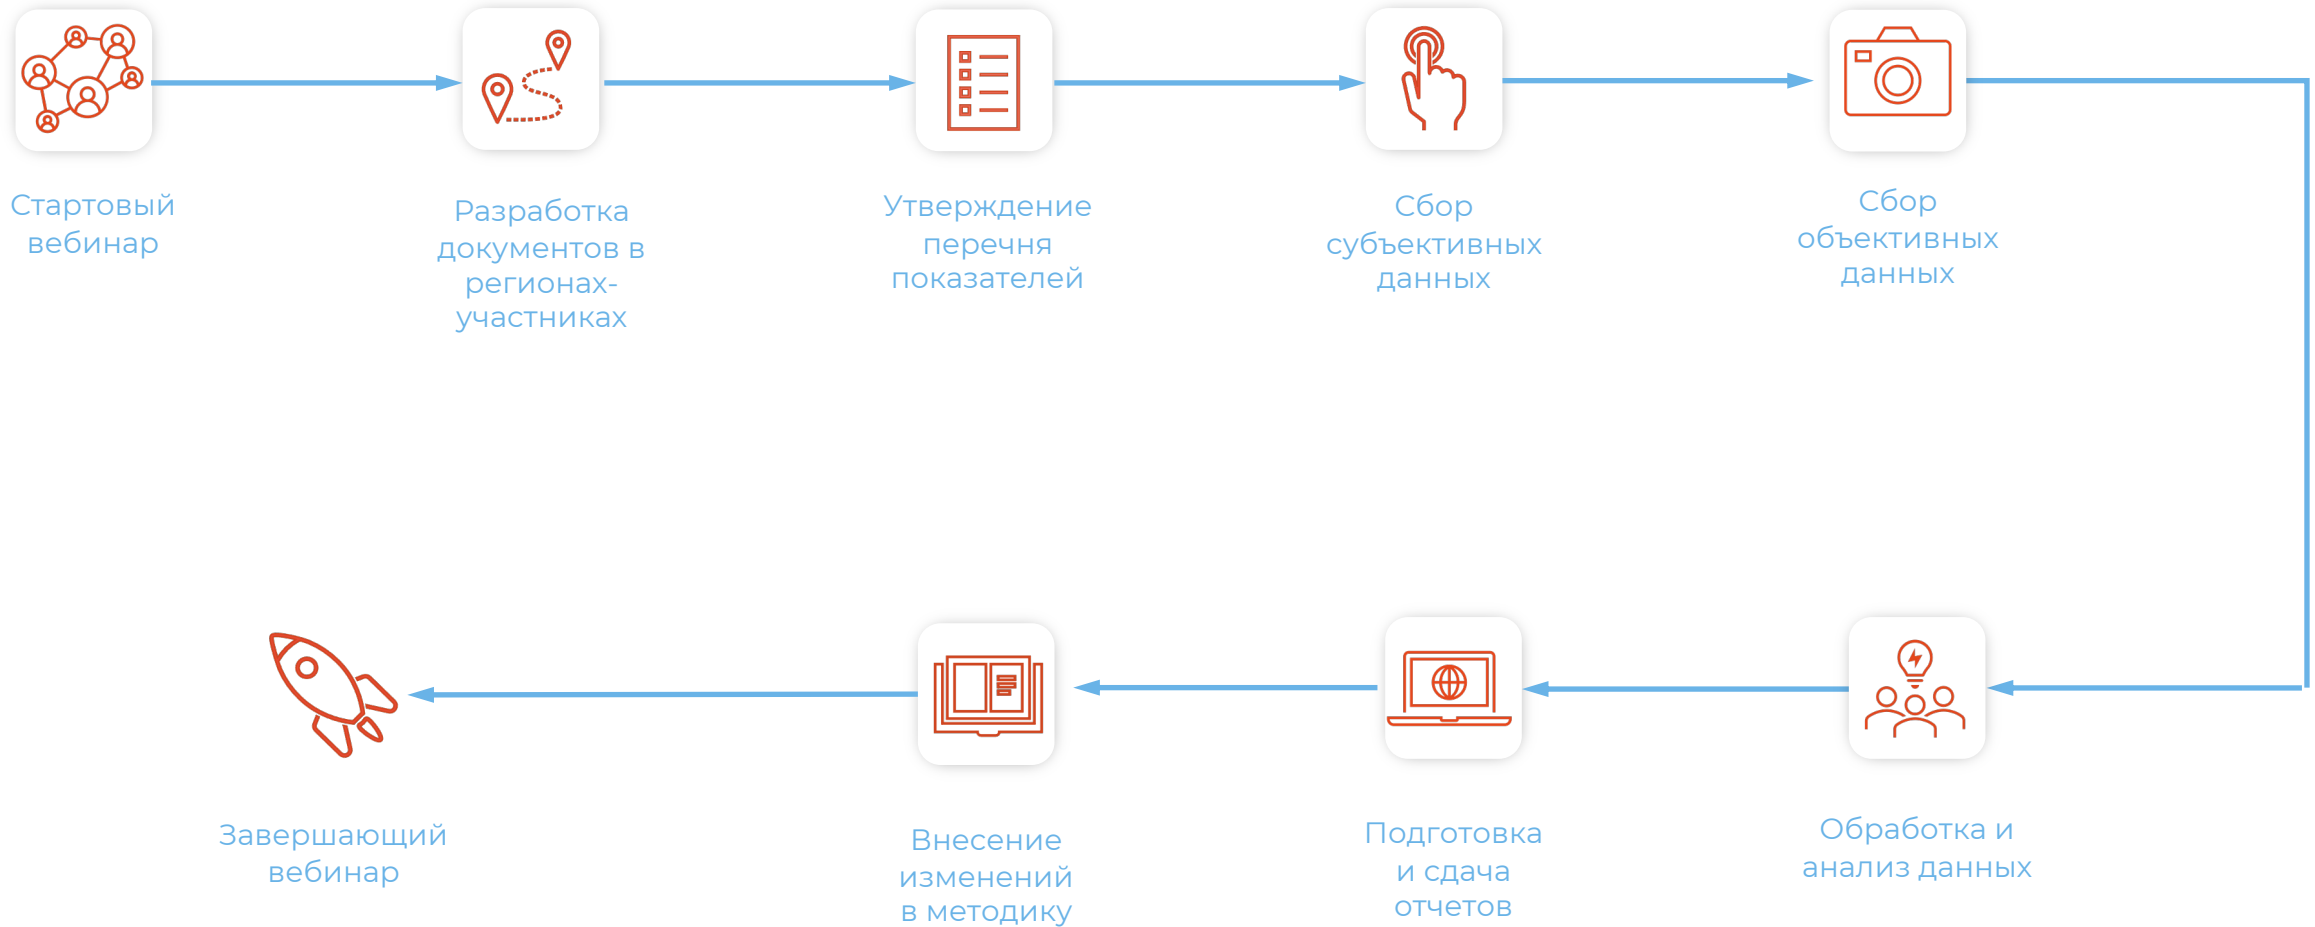 Стартовый
вебинар
Разработка
документов в
регионах-
участниках
Утверждение
перечня
показателей
Сбор
субъективных
данных
Сбор
объективных
данных
Завершающий
вебинар
Внесение
изменений
в методику
Подготовка
и сдача
отчетов
Обработка и
анализ данных